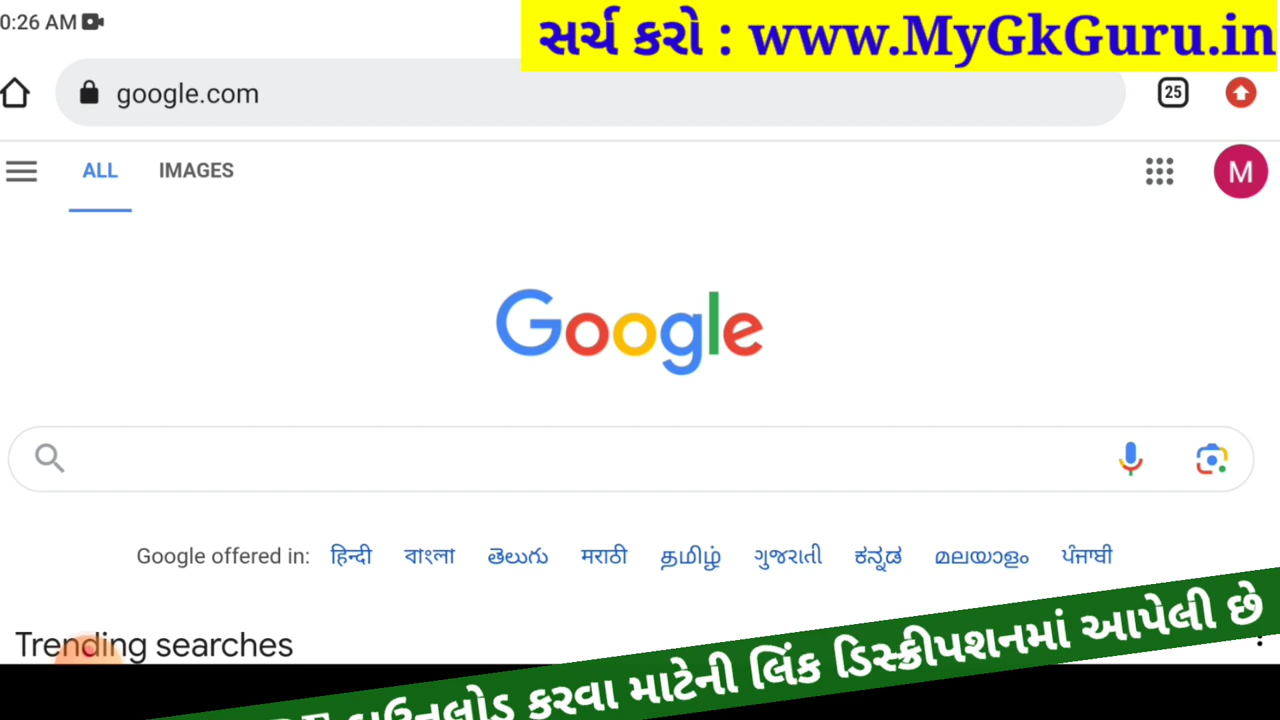 0:26 AM
સર્ચ કરો : www.MyGkGuru.in
google.com
25
ALL IMAGES
M
Google
Google offered in: हिन्दी বাংলা తెలుగు मराठी தமிழ் ગુજરાતી ಕನ್ನಡ മലയാളം ਪੰਜਾਬੀ
Trending searches
ડાઉનલોડ કરવા માટેની લિંક ડિસ્ક્રીપશનમાં આપેલી છે